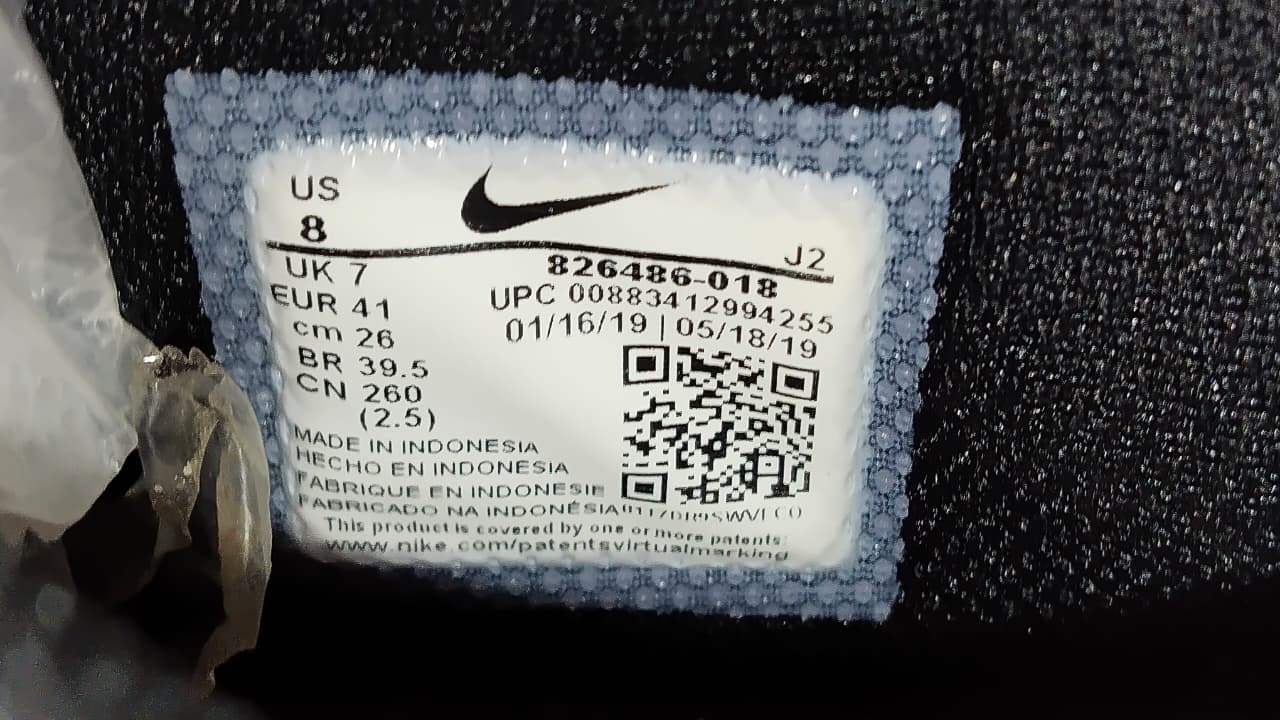 US
8
J2
UK 7
EUR 41
cm 26
BR 39.5
CN 260
(2.5)
826486-018
UPC 00883412994255
01/16/19 | 05/18/19
MADE IN INDONESIA
HECHO EN INDONESIA
FABRIQUE EN INDONESIE
FABRICADO NA INDONÉSIA
This product is covered by one or more patents:
www.nike.com/patentsvirtualmarking